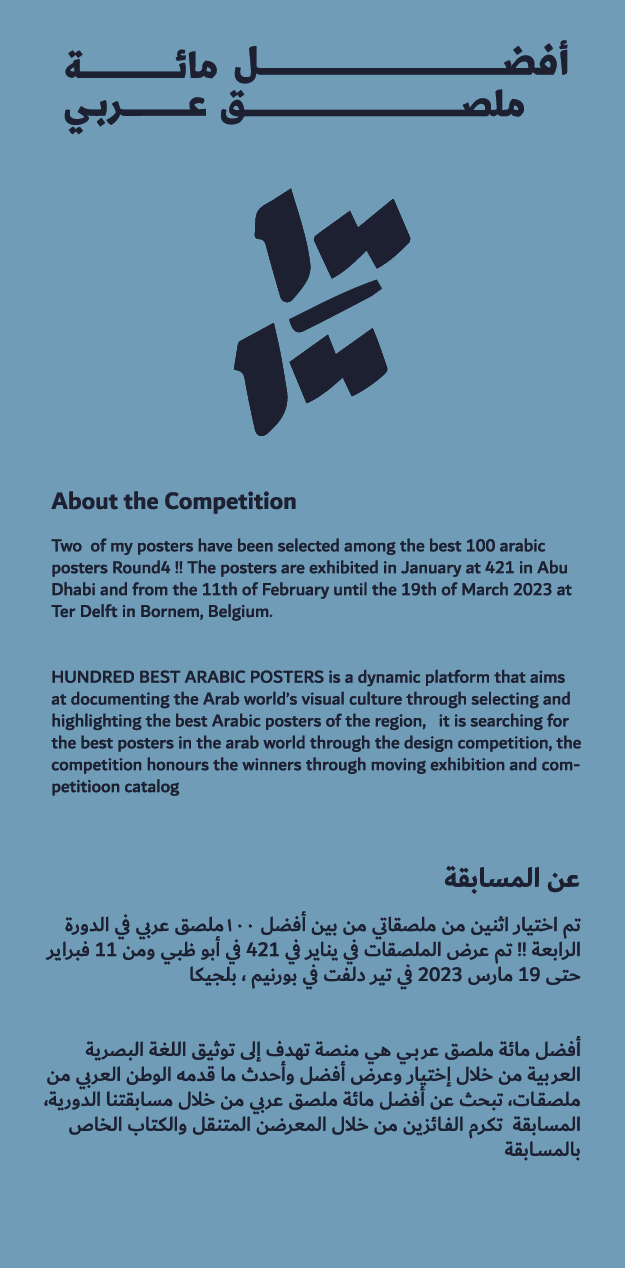 أفضل مائة
ملصق عربي
About the Competition
Two of my posters have been selected among the best 100 arabic
posters Round4 !! The posters are exhibited in January at 421 in Abu
Dhabi and from the 11th of February until the 19th of March 2023 at
Ter Delft in Bornem, Belgium.
HUNDRED BEST ARABIC POSTERS is a dynamic platform that aims
at documenting the Arab world's visual culture through selecting and
highlighting the best Arabic posters of the region, it is searching for
the best posters in the arab world through the design competition, the
competition honours the winners through moving exhibition and com-
petitioon catalog
عن المسابقة
تم اختيار اثنين من ملصقاتي من بين أفضل ١٠٠ملصق عربي في الدورة
الرابعة !! تم عرض الملصقات في يناير في 421 في أبو ظبي ومن 11 فبراير
حتى 19 مارس 2023 في تير دلفت في بورنيم ، بلجيكا
أفضل مائة ملصق عربي هي منصة تهدف إلى توثيق اللغة البصرية
العربية من خلال إختيار وعرض أفضل وأحدث ما قدمه الوطن العربي من
ملصقات، تبحث عن أفضل مائة ملصق عربي من خلال مسابقتنا الدورية،
المسابقة تكرم الفائزين من خلال المعرضن المتنقل والكتاب الخاص
بالمسابقة